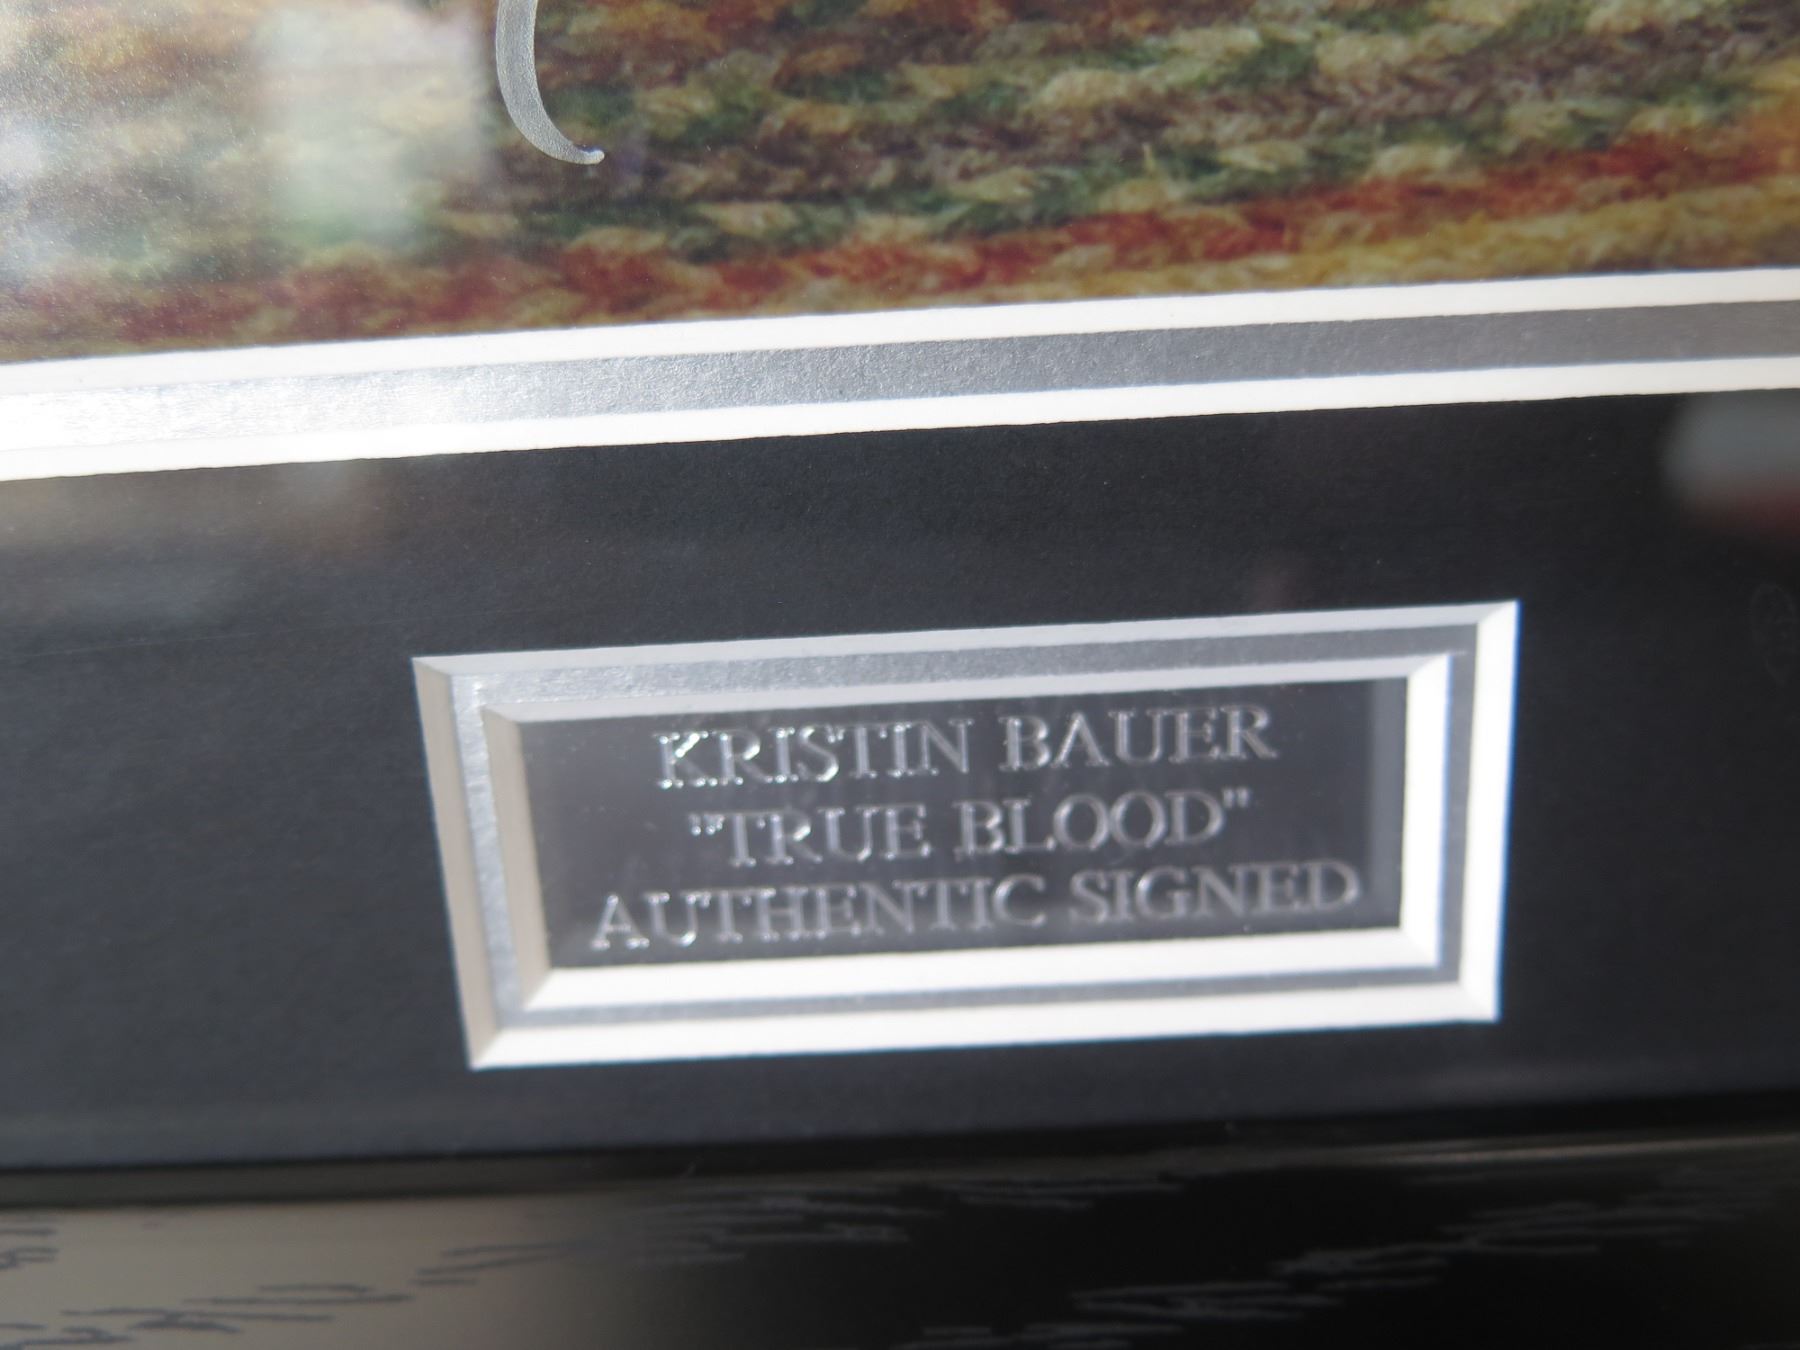 KRISTIN BAUER
"TRUE BLOOD"
AUTHENTIC SIGNED